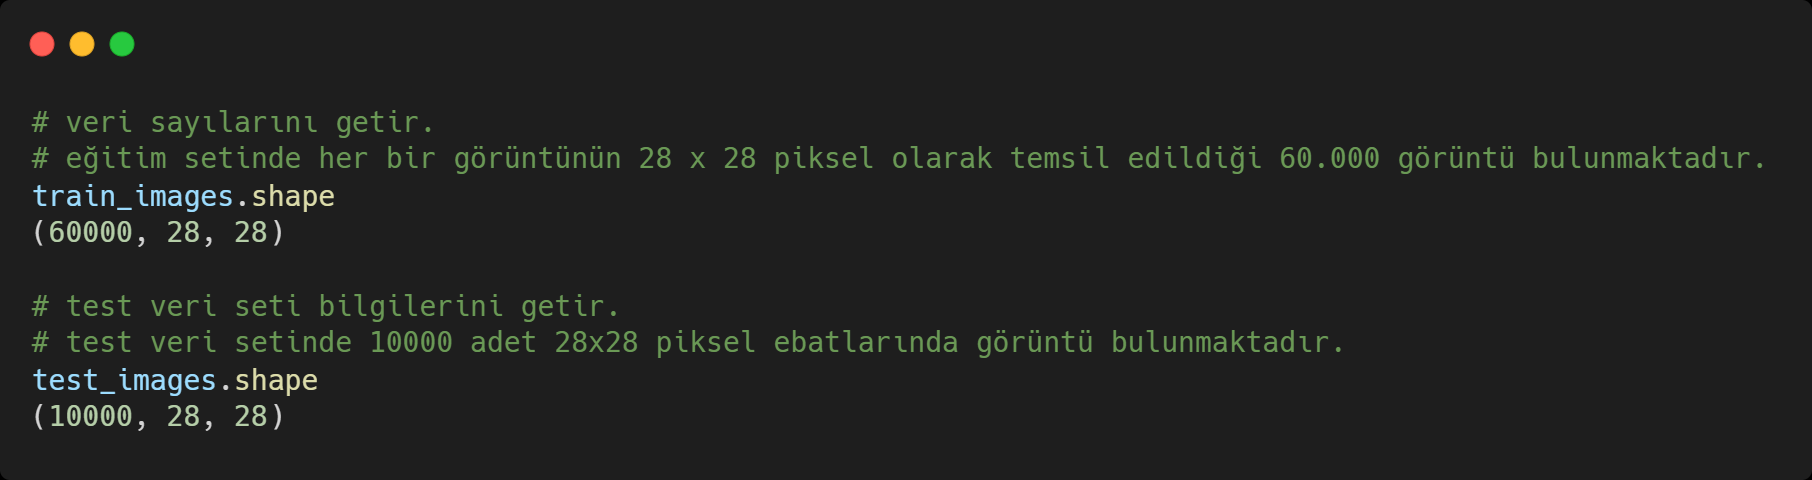 # veri sayılarını getir.
# eğitim setinde her bir görüntünün 28 x 28 piksel olarak temsil edildiği 60.000 görüntü bulunmaktadır.
train_images.shape
(60000, 28, 28)
# test veri seti bilgilerini getir.
# test veri setinde 10000 adet 28x28 piksel ebatlarında görüntü bulunmaktadır.
test_images.shape
(10000, 28, 28)